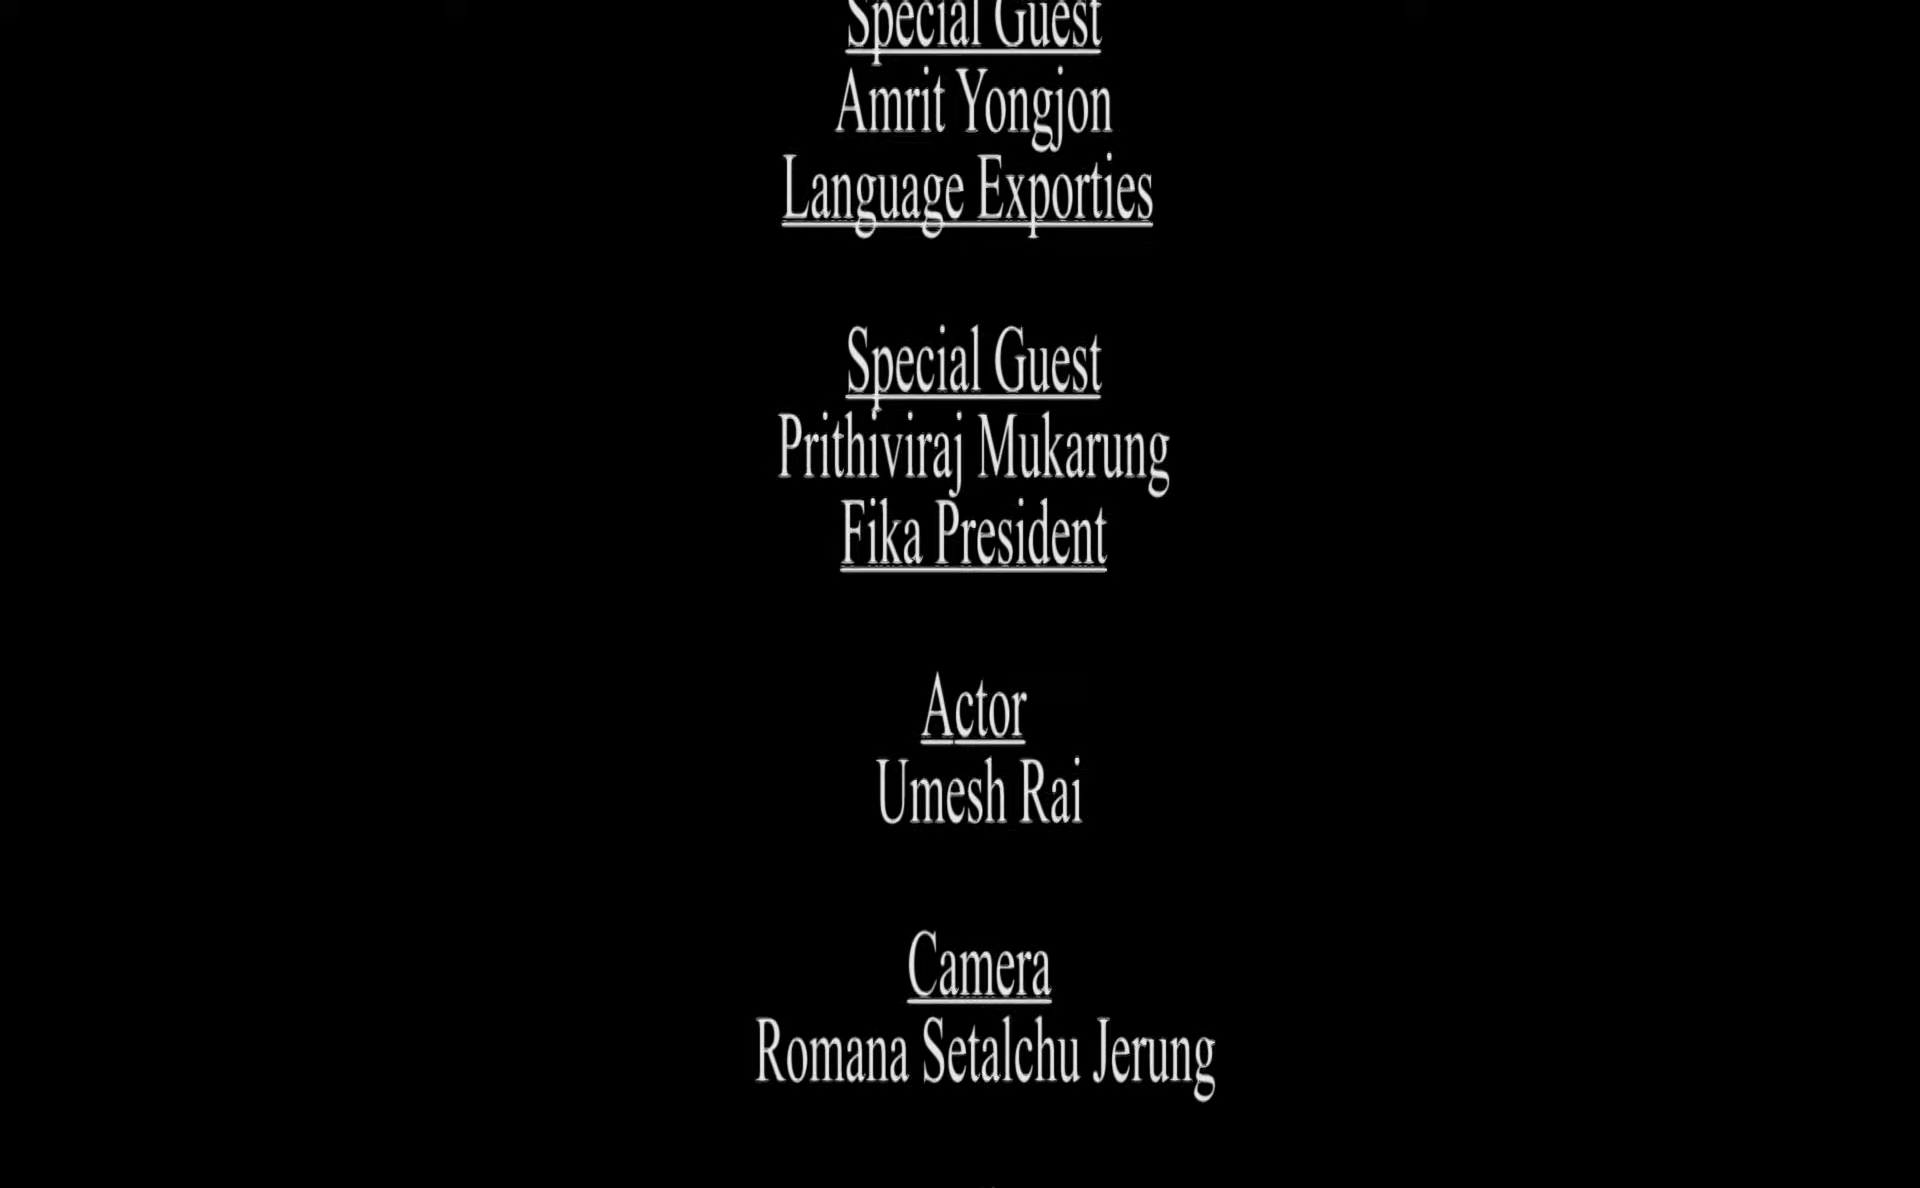 Special Guest
Amrit Yongjon
Language Exporties
Special Guest
Prithiviraj Mukarung
Fika President
Actor
Umesh Rai
Camera
Romana Setalchu Jerung